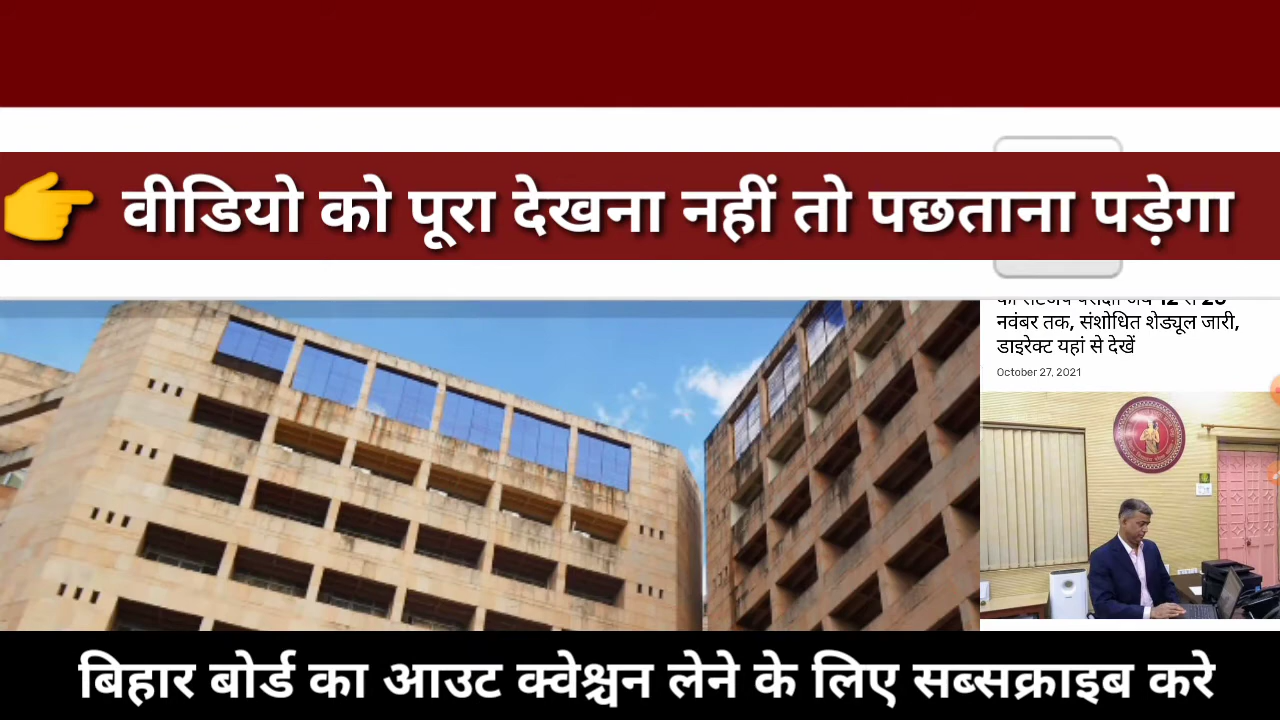 👉 वीडियो को पूरा देखना नहीं तो पछताना पड़ेगा
नवंबर तक, संशोधित शेड्यूल जारी,
डाइरेक्ट यहां से देखें
October 27, 2021
बिहार बोर्ड का आउट क्वेश्चन लेने के लिए सब्सक्राइब करे